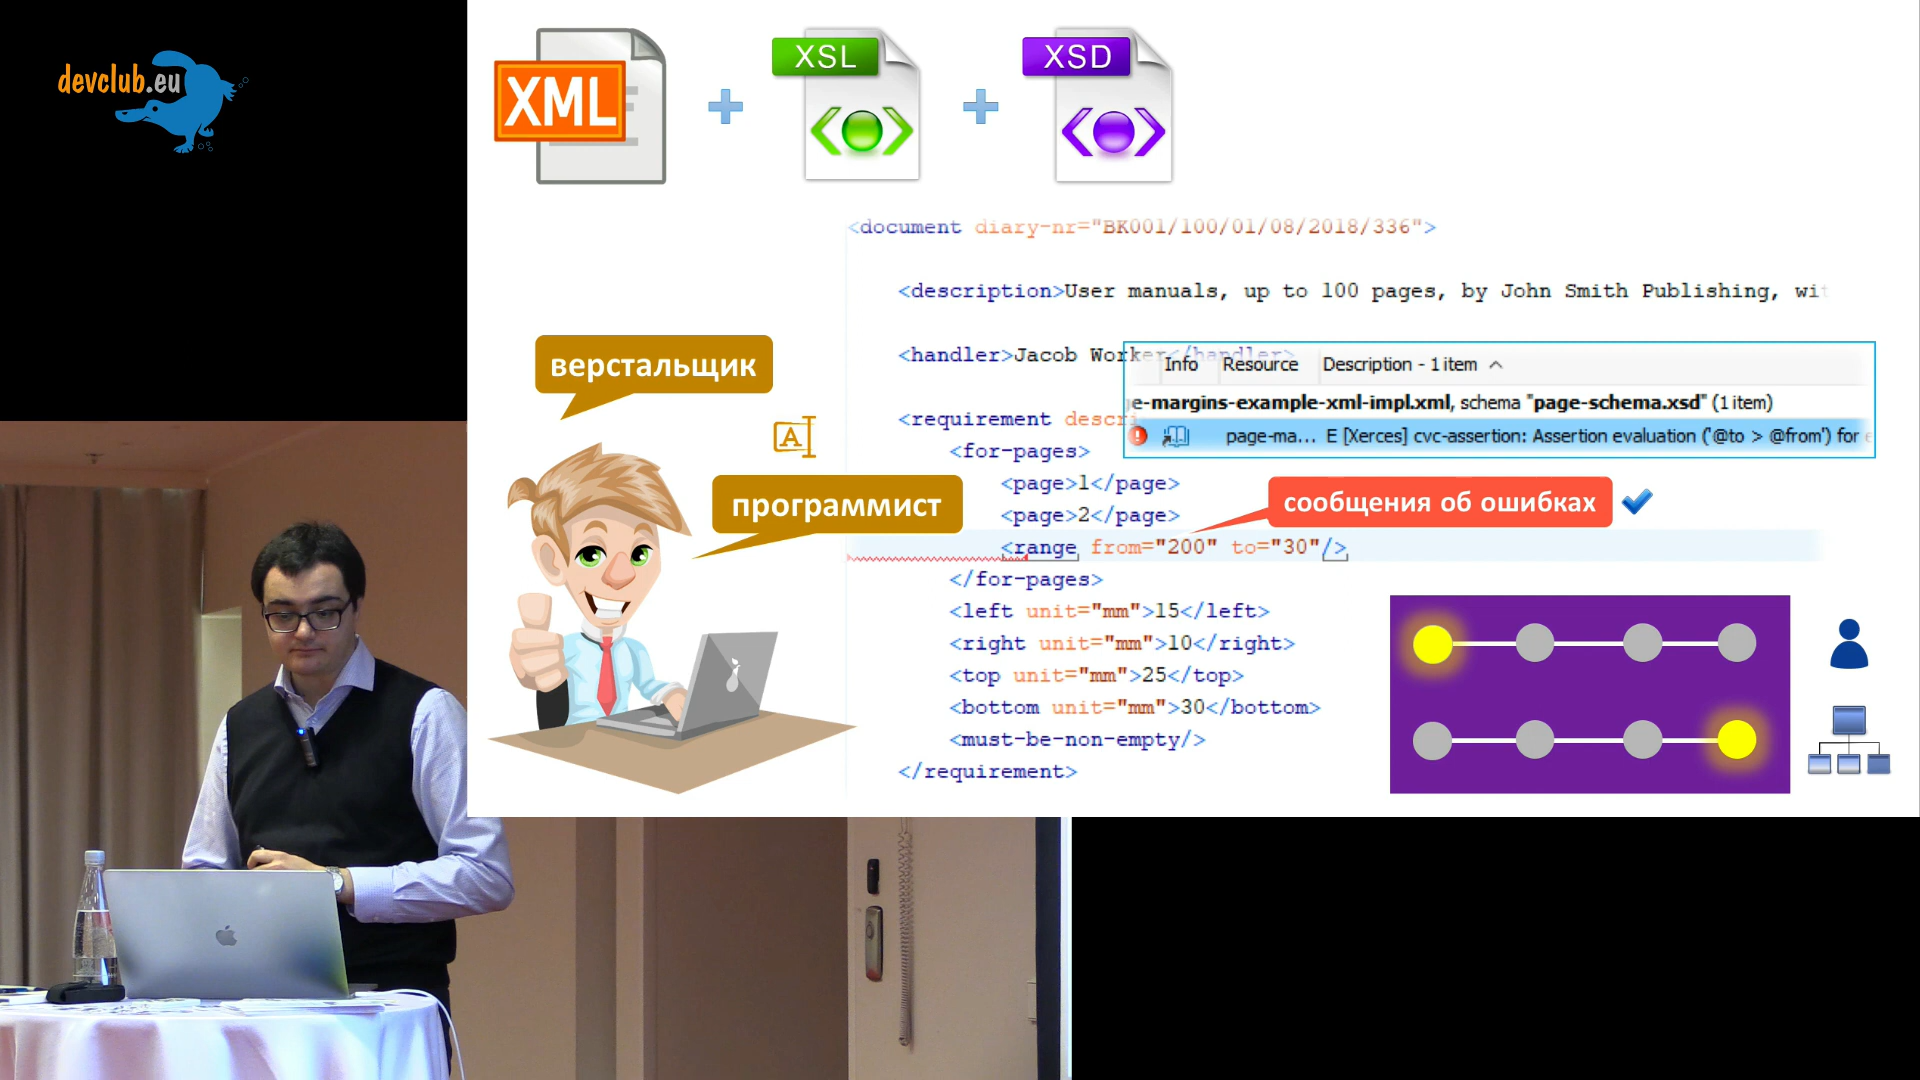 devclub.eu
XML
XSL
XSD
<document diary-nr="BK001/100/01/08/2018/336">
<description>User manuals, up to 100 pages, by John Smith Publishing, wit
<handler>Jacob Worker</handler>
Info Resource Description - 1 item
e-margins-example-xml-impl.xml, schema "page-schema.xsd" (1 item)
page-ma... E [Xerces] cvc-assertion: Assertion evaluation ('@to > @from') for e
верстальщик
A
программист
<requirement descri
<for-pages>
<page>1</page>
<page>2</page>
сообщения об ошибках
<range from="200" to="30"/>
</for-pages>
<left unit="mm">15</left>
<right unit="mm">10</right>
<top unit="mm">25</top>
<bottom unit="mm">30</bottom>
<must-be-non-empty/>
</requirement>